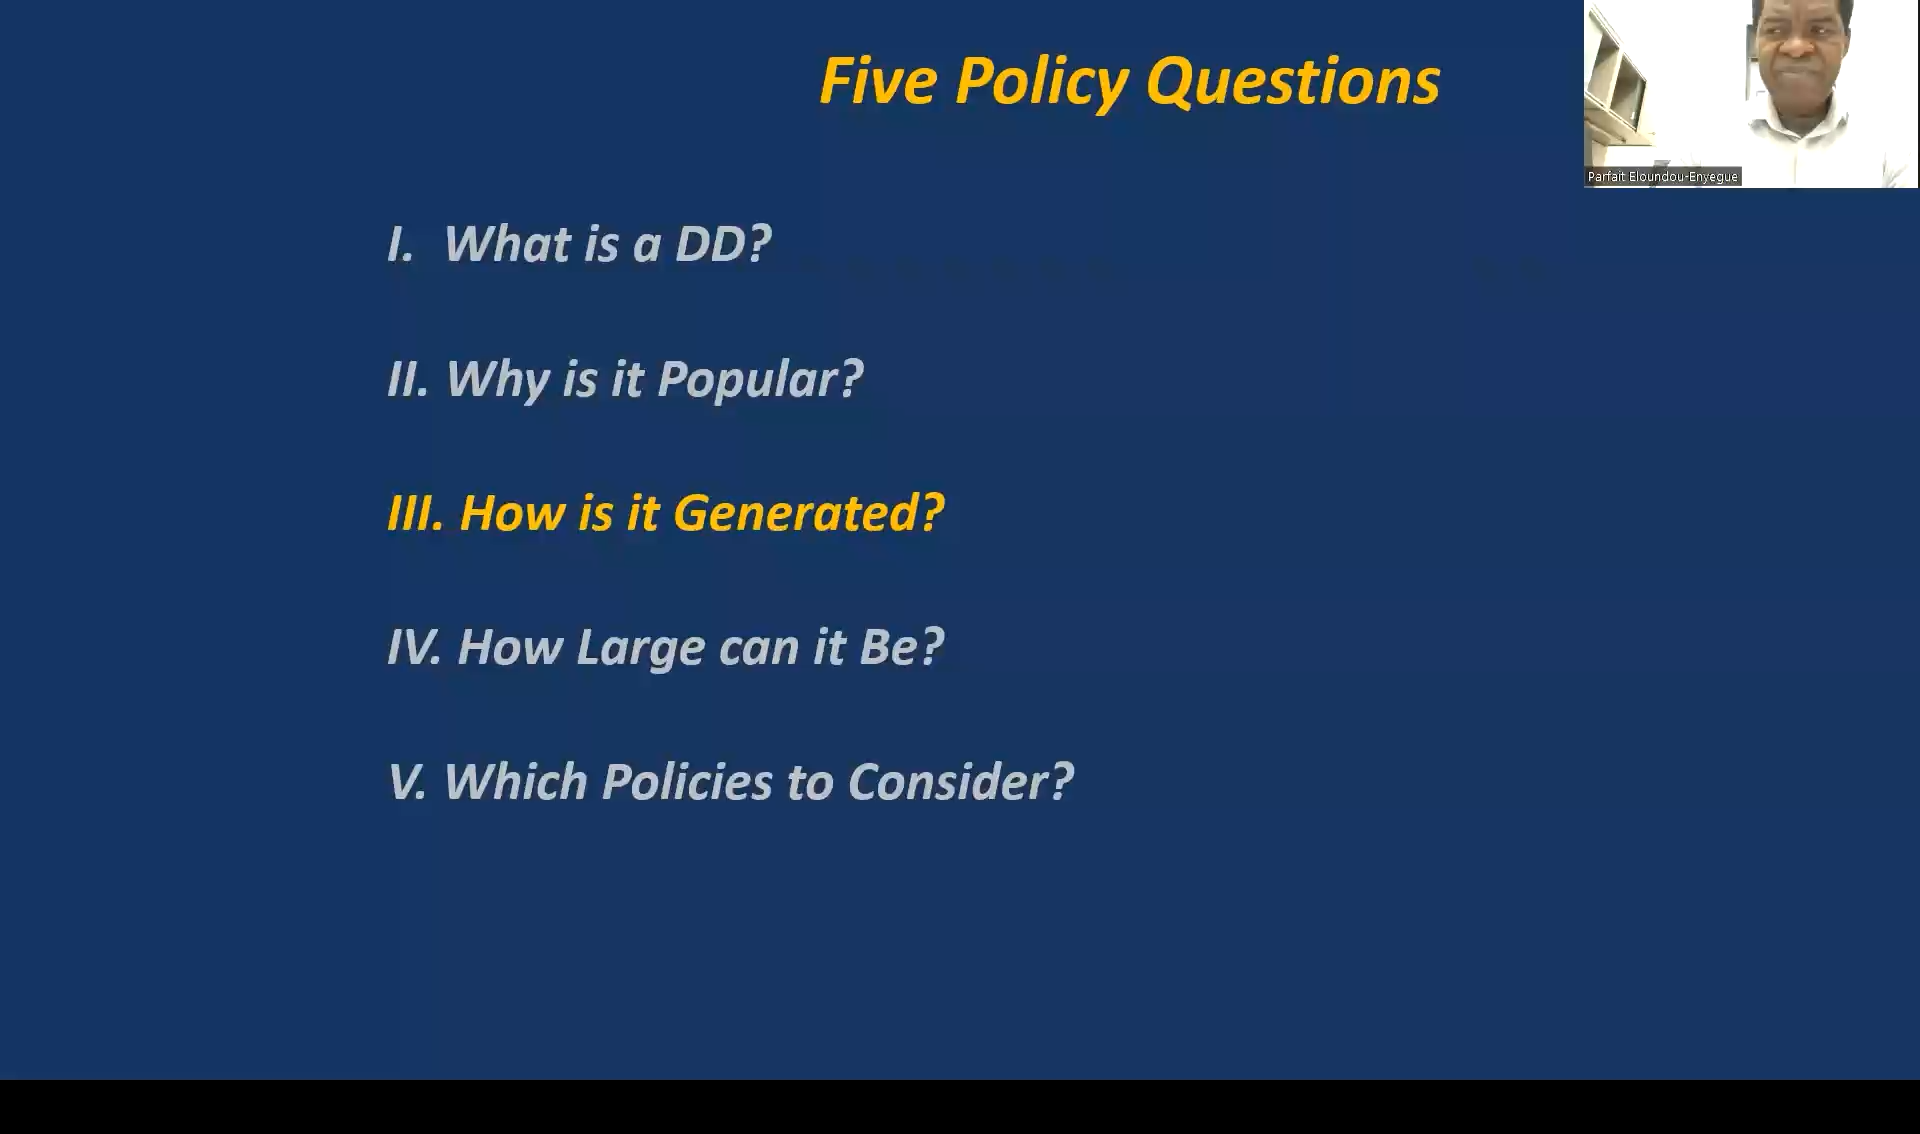 Five Policy Questions
Parfait Eloundou-Enyegue
I. What is a DD?
II. Why is it Popular?
III. How is it Generated?
IV. How Large can it Be?
V. Which Policies to Consider?